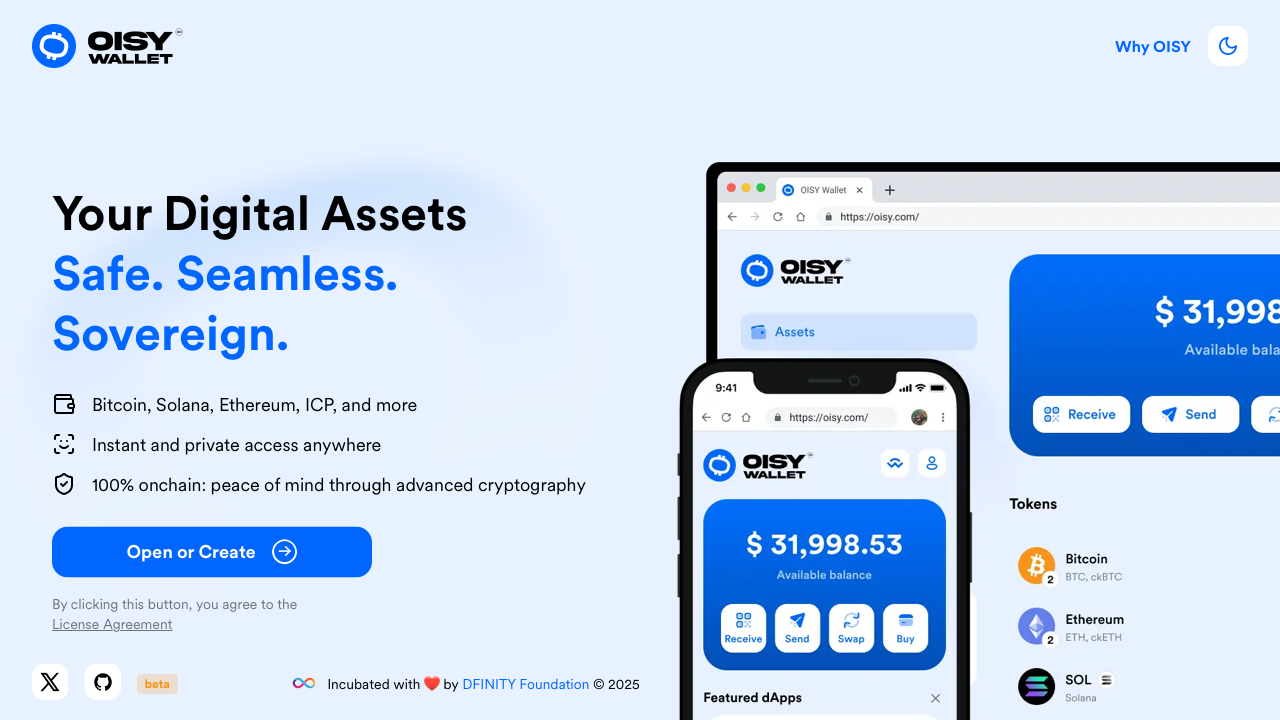 OISY
WALLET
Why OISY
Your Digital Assets
Safe. Seamless.
Sovereign.
Bitcoin, Solana, Ethereum, ICP, and more
Instant and private access anywhere
100% onchain: peace of mind through advanced cryptography
Open or Create
By clicking this button, you agree to the
License Agreement
beta
Incubated with ❤️ by DFINITY Foundation © 2025
OISY Wallet
https://oisy.com/
OISY
WALLET
Assets
$ 31,998
Available bala
Receive
Send
Tokens
Bitcoin
BTC, ckBTC
2
Ethereum
ETH, ckETH
2
SOL
Solana
9:41
https://oisy.com/
OISY
WALLET
$ 31,998.53
Available balance
Receive
Send
Swap
Buy
Featured dApps